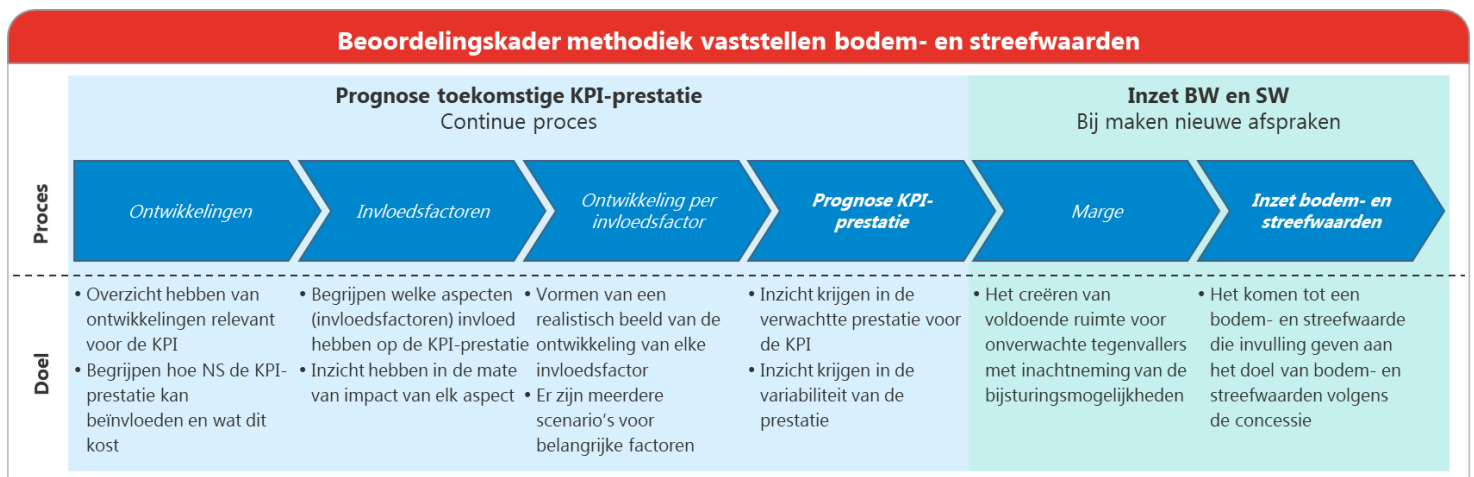 Beoordelingskader methodiek vaststellen bodem- en streefwaarden
Prognose toekomstige KPI-prestatie
Continue proces
Inzet BW en SW
Bij maken nieuwe afspraken
Proces
Ontwikkelingen
Invloedsfactoren
Ontwikkeling per
invloedsfactor
Prognose KPI-
prestatie
Marge
Inzet bodem- en
streefwaarden
Doel
• Overzicht hebben van
ontwikkelingen relevant
voor de KPI
• Begrijpen hoe NS de KPI-
prestatie kan
beïnvloeden en wat dit
kost
• Begrijpen welke aspecten
(invloedsfactoren) invloed
hebben op de KPI-prestatie
• Inzicht hebben in de mate
van impact van elk aspect
• Vormen van een
realistisch beeld van de
ontwikkeling van elke
invloedsfactor
• Er zijn meerdere
scenario's voor
belangrijke factoren
• Inzicht krijgen in de
verwachtte prestatie voor
de KPI
• Inzicht krijgen in de
variabiliteit van de
prestatie
• Het creëren van
voldoende ruimte voor
onverwachte tegenvallers
met inachtneming van de
bijsturingsmogelijkheden
• Het komen tot een
bodem- en streefwaarde
die invulling geven aan
het doel van bodem- en
streefwaarden volgens
de concessie